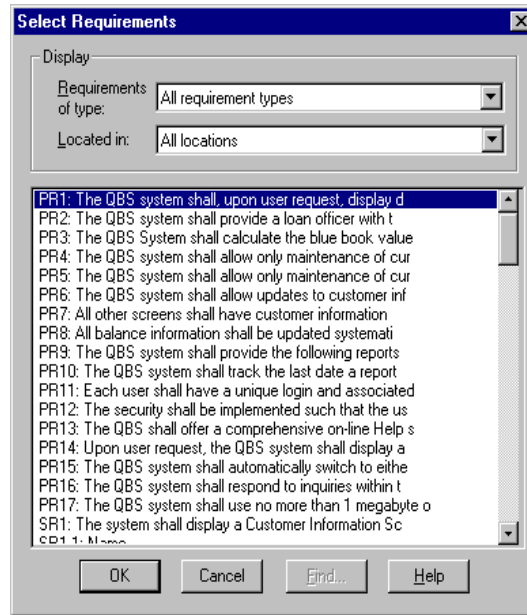 Select Requirements
Display
Requirements
of type:
All requirement types
Located in:
All locations
PR1: The QBS system shall, upon user request, display d
PR2: The QBS system shall provide a loan officer with t
PR3: The QBS System shall calculate the blue book value
PR4: The QBS system shall allow only maintenance of cur
PR5: The QBS system shall allow only maintenance of cur
PR6: The QBS system shall allow updates to customer inf
PR7: All other screens shall have customer information
PR8: All balance information shall be updated systemati
PR9: The QBS system shall provide the following reports
PR10: The QBS system shall track the last date a report
PR11: Each user shall have a unique login and associated
PR12: The security shall be implemented such that the us
PR13: The QBS shall offer a comprehensive on-line Help s
PR14: Upon user request, the QBS system shall display a
PR15: The QBS system shall automatically switch to eithe
PR16: The QBS system shall respond to inquiries within t
PR17: The QBS system shall use no more than 1 megabyte o
SR1: The system shall display a Customer Information Sc
SR1.1: Name
OK
Cancel
Find...
Help